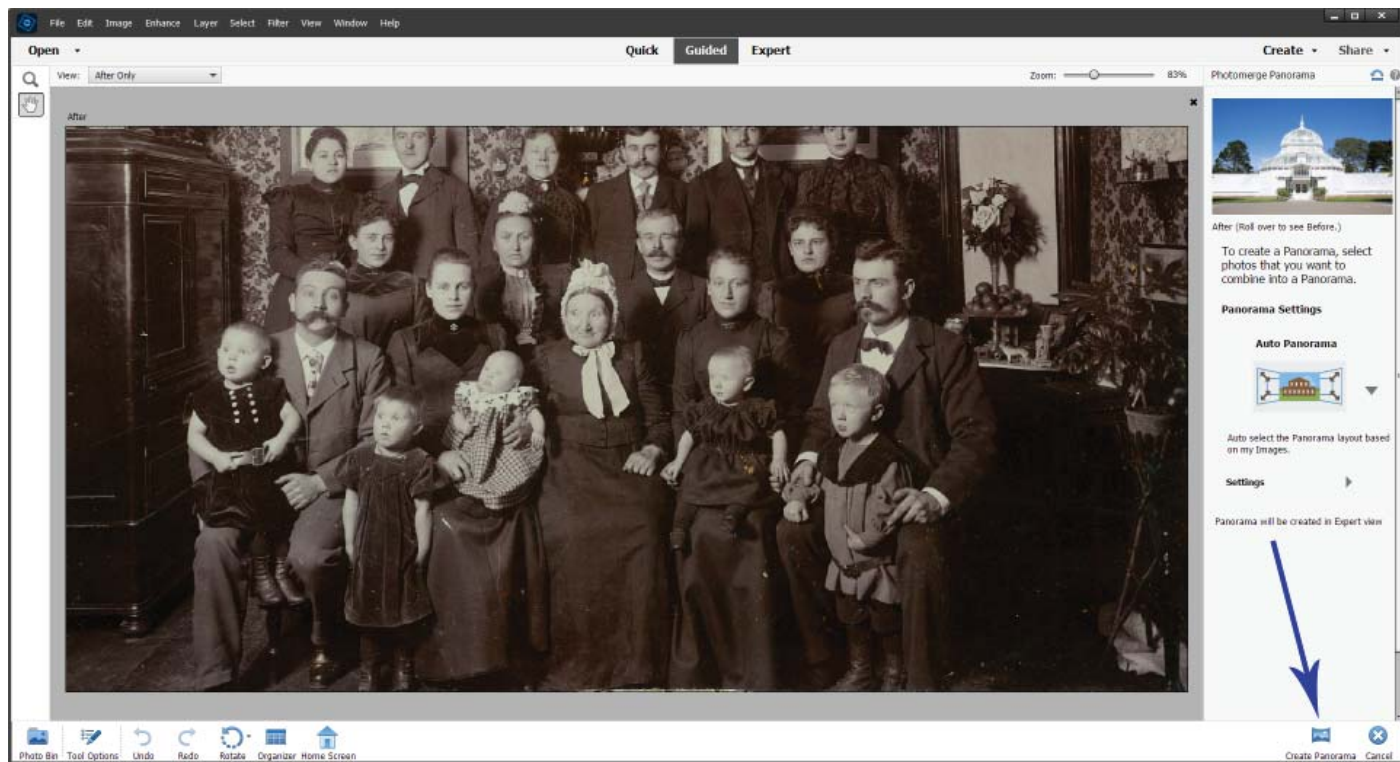 File Edit Image Enhance Layer Select Filter View Window Help
Open Quick Guided Expert Create Share
View: After Only Zoom: 83% Photomerge Panorama
After
After (Roll over to see Before.)
To create a Panorama, select
photos that you want to
combine into a Panorama.
Panorama Settings
Auto Panorama
Auto select the Panorama layout based
on my Images.
Settings
Panorama will be created in Expert view
Photo Bin Tool Options Undo Redo Rotate Organizer Home Screen Create Panorama Cancel